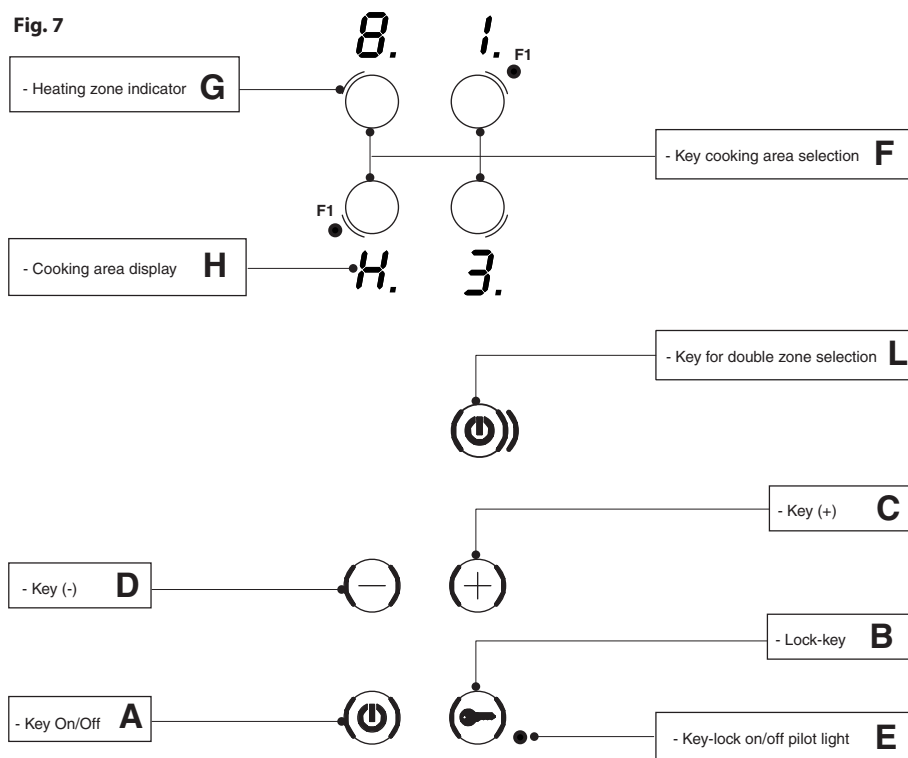 Fig. 7
8. 1.
F1
- Heating zone indicator G
- Key cooking area selection F
F1
- Cooking area display H
H. 3.
- Key for double zone selection L
- Key (+) C
- Key (-) D
- Lock-key B
- Key On/Off A
- Key-lock on/off pilot light E